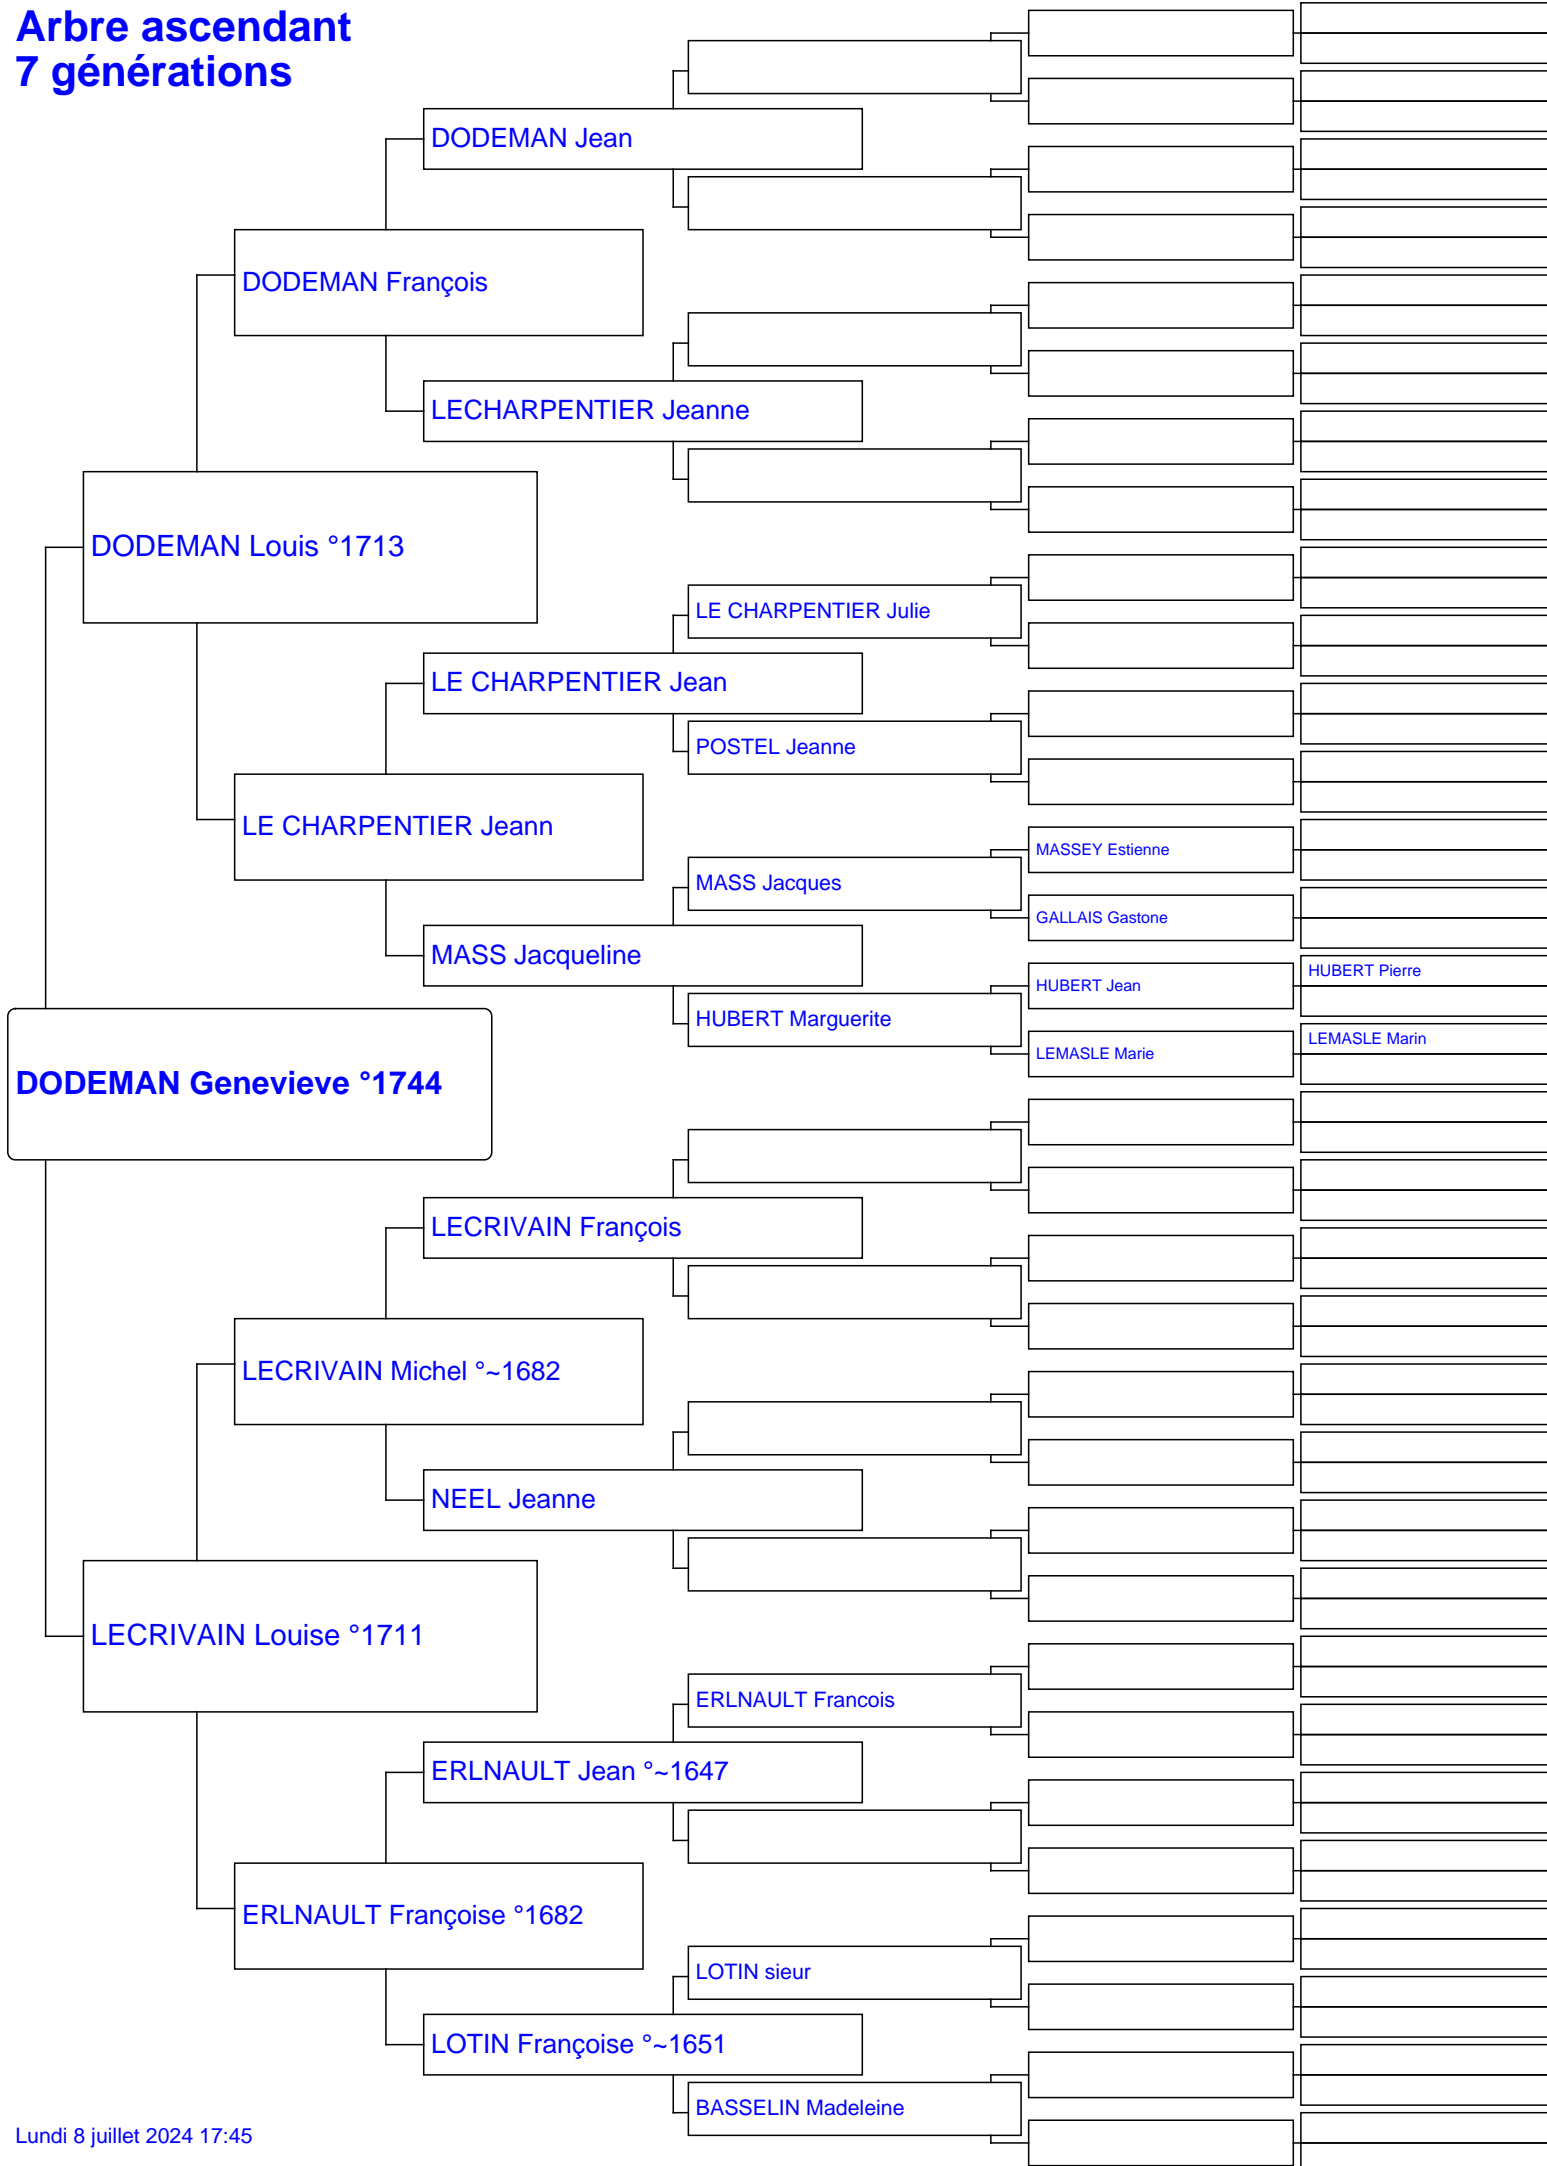 Arbre ascendant
7 générations
DODEMAN Jean
DODEMAN François
LECHARPENTIER Jeanne
DODEMAN Louis °1713
LE CHARPENTIER Julie
LE CHARPENTIER Jean
POSTEL Jeanne
LE CHARPENTIER Jeann
MASSEY Estienne
MASS Jacques
GALLAIS Gastone
MASS Jacqueline
HUBERT Pierre
HUBERT Jean
HUBERT Marguerite
LEMASLE Marin
LEMASLE Marie
DODEMAN Genevieve °1744
LECRIVAIN François
LECRIVAIN Michel °~1682
NEEL Jeanne
LECRIVAIN Louise °1711
ERLNAULT Francois
ERLNAULT Jean °~1647
ERLNAULT Françoise °1682
LOTIN sieur
LOTIN Françoise °~1651
BASSELIN Madeleine
Lundi 8 juillet 2024 17:45